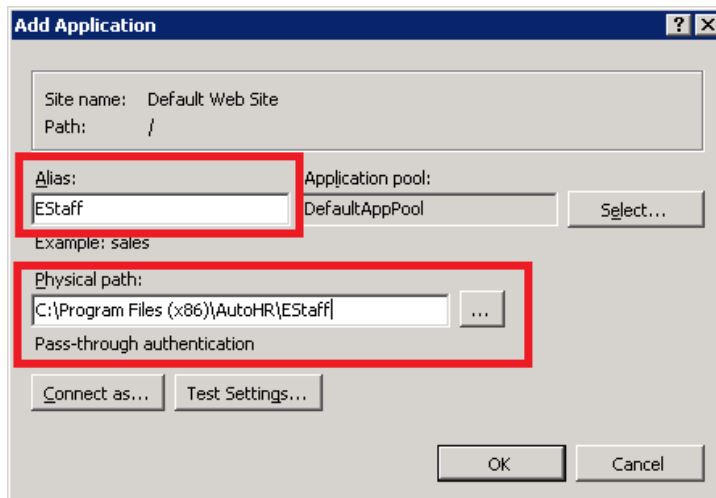 Add Application
Site name: Default Web Site
Path: /
Alias:
EStaff
Application pool:
DefaultAppPool
Select...
Example: sales
Physical path:
C:\Program Files (x86)\AutoHR\EStaff
...
Pass-through authentication
Connect as...
Test Settings...
OK
Cancel